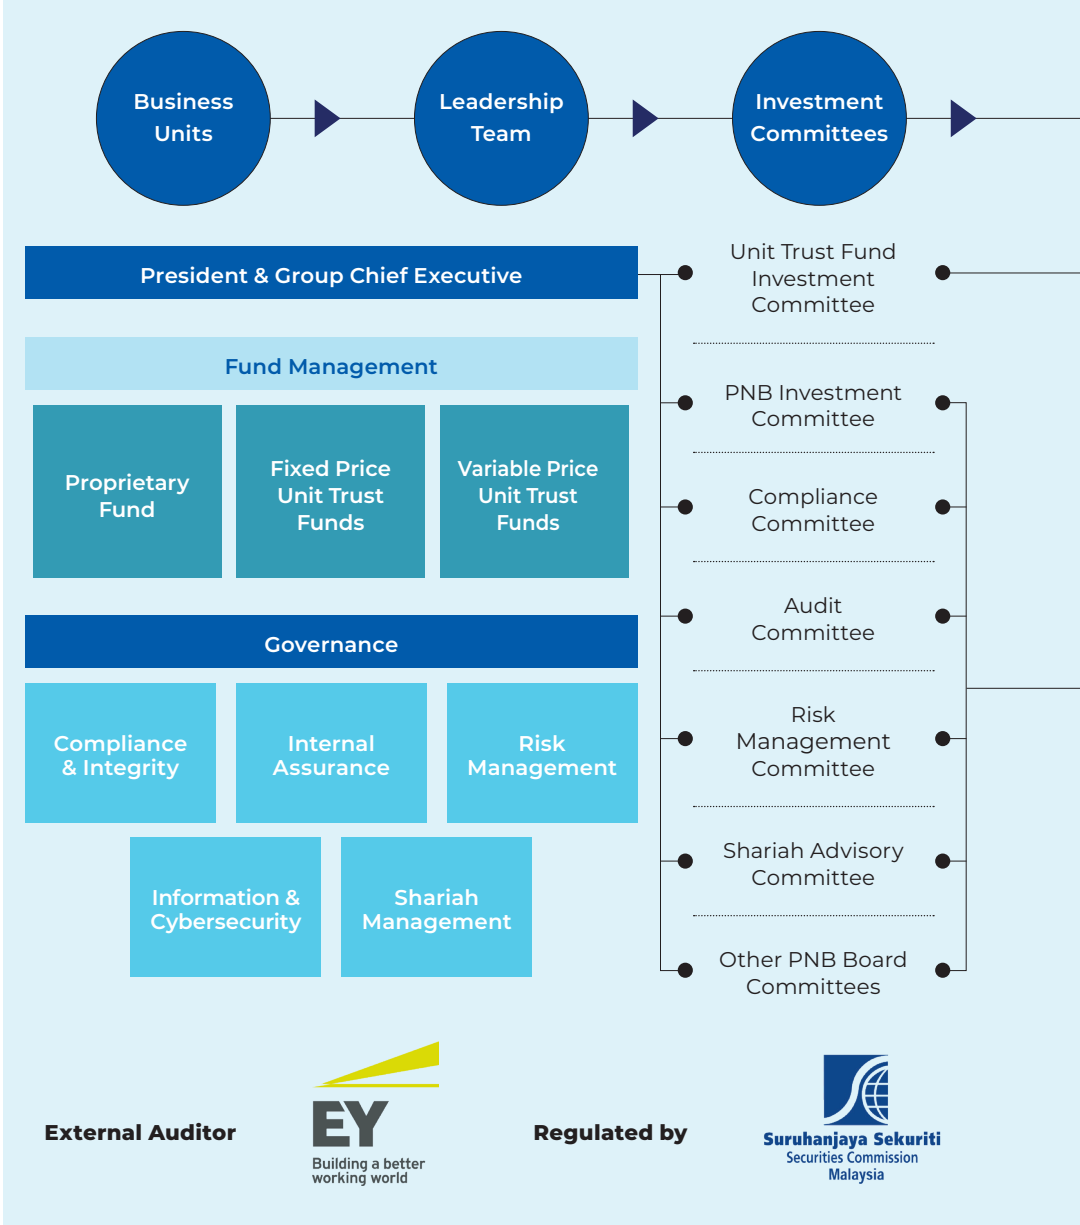 Business
Units
Leadership
Team
Investment
Committees
President & Group Chief Executive
Fund Management
Proprietary
Fund
Fixed Price
Unit Trust
Funds
Variable Price
Unit Trust
Funds
Governance
Compliance
& Integrity
Internal
Assurance
Risk
Management
Information &
Cybersecurity
Shariah
Management
Unit Trust Fund
Investment
Committee
PNB Investment
Committee
Compliance
Committee
Audit
Committee
Risk
Management
Committee
Shariah Advisory
Committee
Other PNB Board
Committees
External Auditor
EY
Building a better
working world
Regulated by
Suruhanjaya Sekuriti
Securities Commission
Malaysia